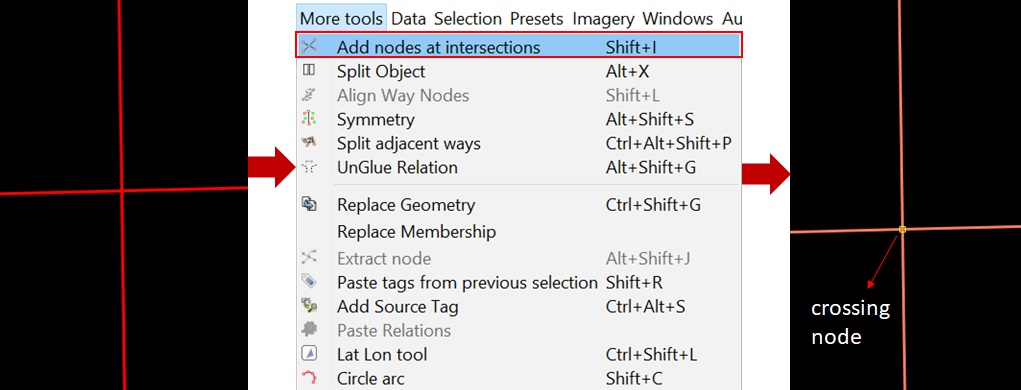 More tools Data Selection Presets Imagery Windows Au
Add nodes at intersections Shift+I
Split Object Alt+X
Align Way Nodes Shift+L
Symmetry Alt+Shift+S
Split adjacent ways Ctrl+Alt+Shift+P
UnGlue Relation Alt+Shift+G
Replace Geometry Ctrl+Shift+G
Replace Membership
Extract node Alt+Shift+J
Paste tags from previous selection Shift+R
Add Source Tag Ctrl+Alt+S
Paste Relations
Lat Lon tool Ctrl+Shift+L
Circle arc Shift+C
crossing
node